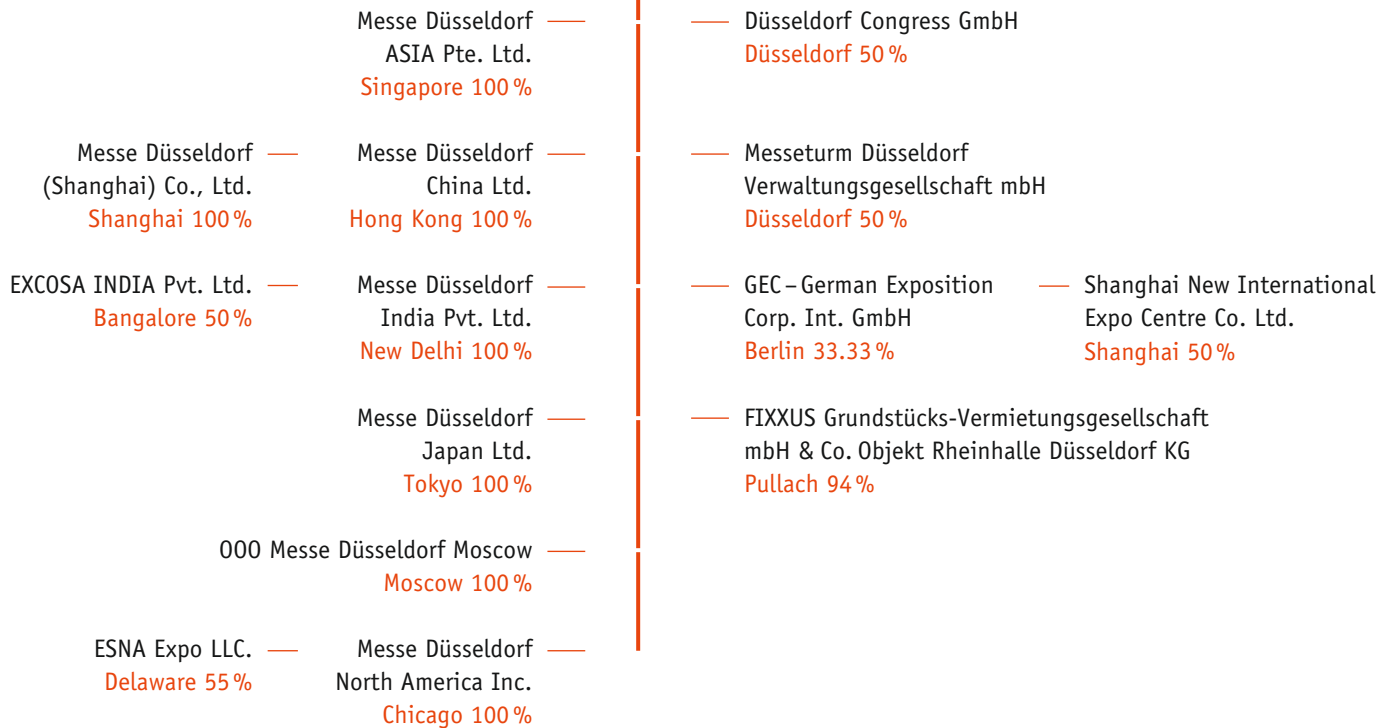 Messe Düsseldorf
ASIA Pte. Ltd.
Singapore 100 %
Düsseldorf Congress GmbH
Düsseldorf 50 %
Messe Düsseldorf
(Shanghai) Co., Ltd.
Shanghai 100 %
Messe Düsseldorf
China Ltd.
Hong Kong 100 %
Messeturm Düsseldorf
Verwaltungsgesellschaft mbH
Düsseldorf 50 %
EXCOSA INDIA Pvt. Ltd.
Bangalore 50 %
Messe Düsseldorf
India Pvt. Ltd.
New Delhi 100 %
GEC – German Exposition
Corp. Int. GmbH
Berlin 33.33 %
Shanghai New International
Expo Centre Co. Ltd.
Shanghai 50 %
Messe Düsseldorf
Japan Ltd.
Tokyo 100 %
FIXXUS Grundstücks-Vermietungsgesellschaft
mbH & Co. Objekt Rheinhalle Düsseldorf KG
Pullach 94 %
OOO Messe Düsseldorf Moscow
Moscow 100 %
ESNA Expo LLC.
Delaware 55 %
Messe Düsseldorf
North America Inc.
Chicago 100 %